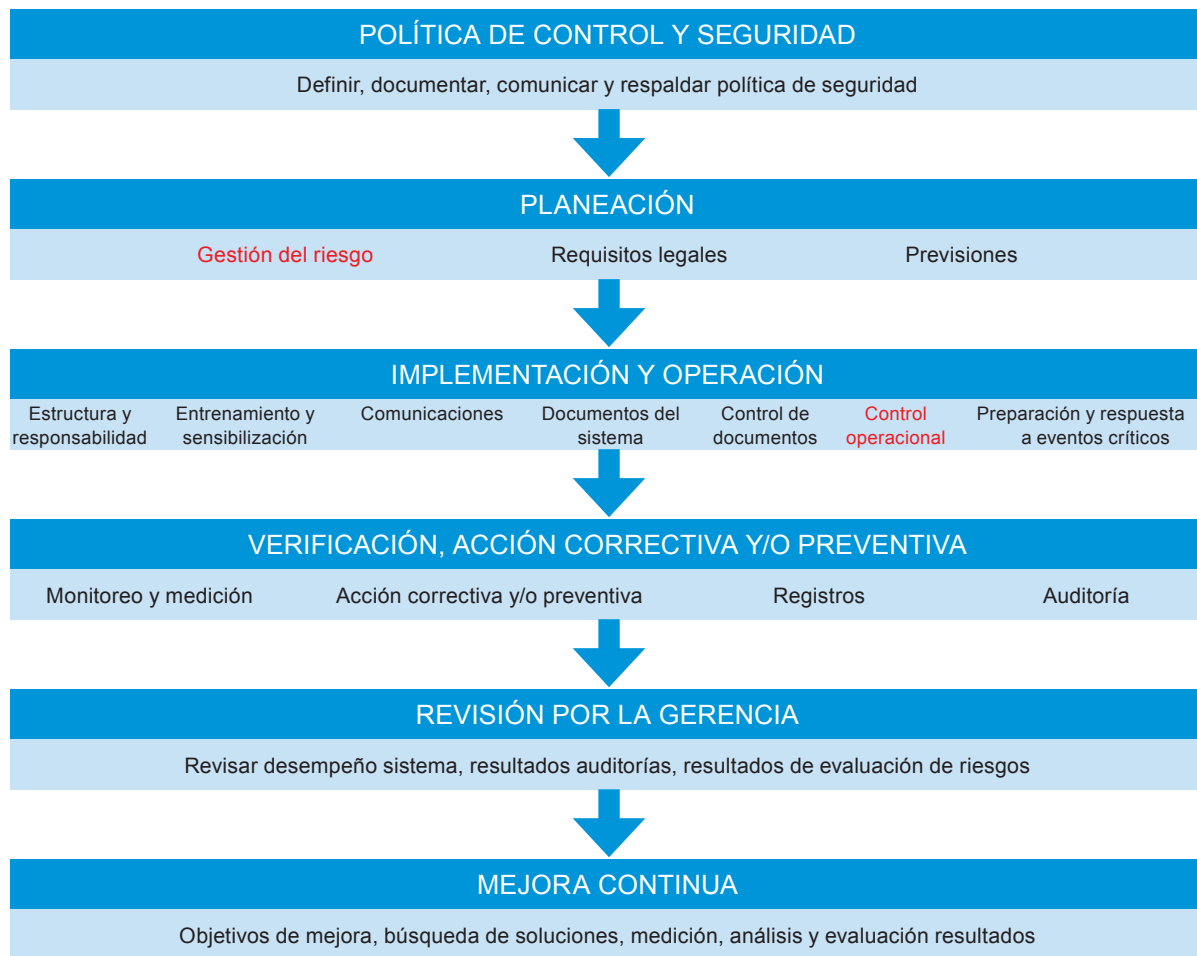 POLÍTICA DE CONTROL Y SEGURIDAD
Definir, documentar, comunicar y respaldar política de seguridad
PLANEACIÓN
Gestión del riesgo
Requisitos legales
Previsiones
IMPLEMENTACIÓN Y OPERACIÓN
Estructura y
responsabilidad
Entrenamiento y
sensibilización
Comunicaciones
Documentos del
sistema
Control de
documentos
Control
operacional
Preparación y respuesta
a eventos críticos
VERIFICACIÓN, ACCIÓN CORRECTIVA Y/O PREVENTIVA
Monitoreo y medición
Acción correctiva y/o preventiva
Registros
Auditoría
REVISIÓN POR LA GERENCIA
Revisar desempeño sistema, resultados auditorías, resultados de evaluación de riesgos
MEJORA CONTINUA
Objetivos de mejora, búsqueda de soluciones, medición, análisis y evaluación resultados